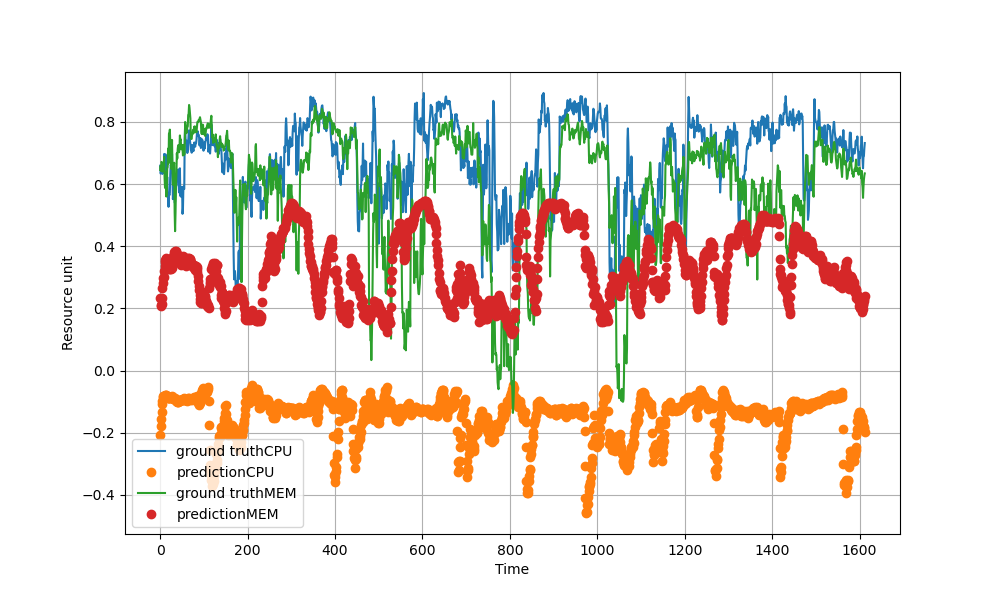 0.8
0.6
0.4
0.2
0.0
−0.2
−0.4
Resource unit
ground truthCPU
predictionCPU
ground truthMEM
predictionMEM
0 200 400 600 800 1000 1200 1400 1600
Time